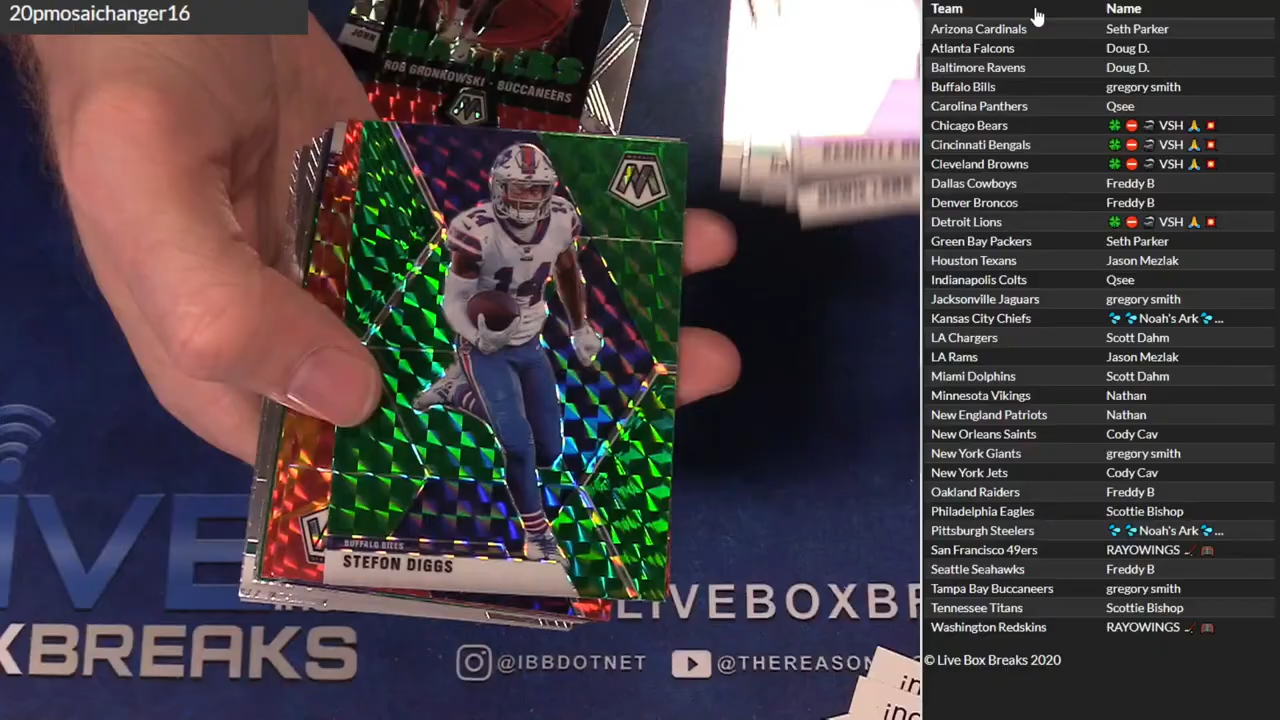 20pmosaichanger16
JOHN
ROB GRONKOWSKI - BUCCANEERS
BUFFALO BILLS
STEFON DIGGS
LIVE
XBREAKS
LIVEBOXBR
@IBBDOTNET
@THEREASON
Team Name
Arizona Cardinals Seth Parker
Atlanta Falcons Doug D.
Baltimore Ravens Doug D.
Buffalo Bills gregory smith
Carolina Panthers Qsee
Chicago Bears 🍀 ⛔ VSH 🙏 💥
Cincinnati Bengals 🍀 ⛔ VSH 🙏 💥
Cleveland Browns 🍀 ⛔ VSH 🙏 💥
Dallas Cowboys Freddy B
Denver Broncos Freddy B
Detroit Lions 🍀 ⛔ VSH 🙏 💥
Green Bay Packers Seth Parker
Houston Texans Jason Mezlak
Indianapolis Colts Qsee
Jacksonville Jaguars gregory smith
Kansas City Chiefs 💦 💦Noah's Ark💦 ...
LA Chargers Scott Dahm
LA Rams Jason Mezlak
Miami Dolphins Scott Dahm
Minnesota Vikings Nathan
New England Patriots Nathan
New Orleans Saints Cody Cav
New York Giants gregory smith
New York Jets Cody Cav
Oakland Raiders Freddy B
Philadelphia Eagles Scottie Bishop
Pittsburgh Steelers 💦 💦Noah's Ark💦 ...
San Francisco 49ers RAYOWINGS
Seattle Seahawks Freddy B
Tampa Bay Buccaneers gregory smith
Tennessee Titans Scottie Bishop
Washington Redskins RAYOWINGS
© Live Box Breaks 2020